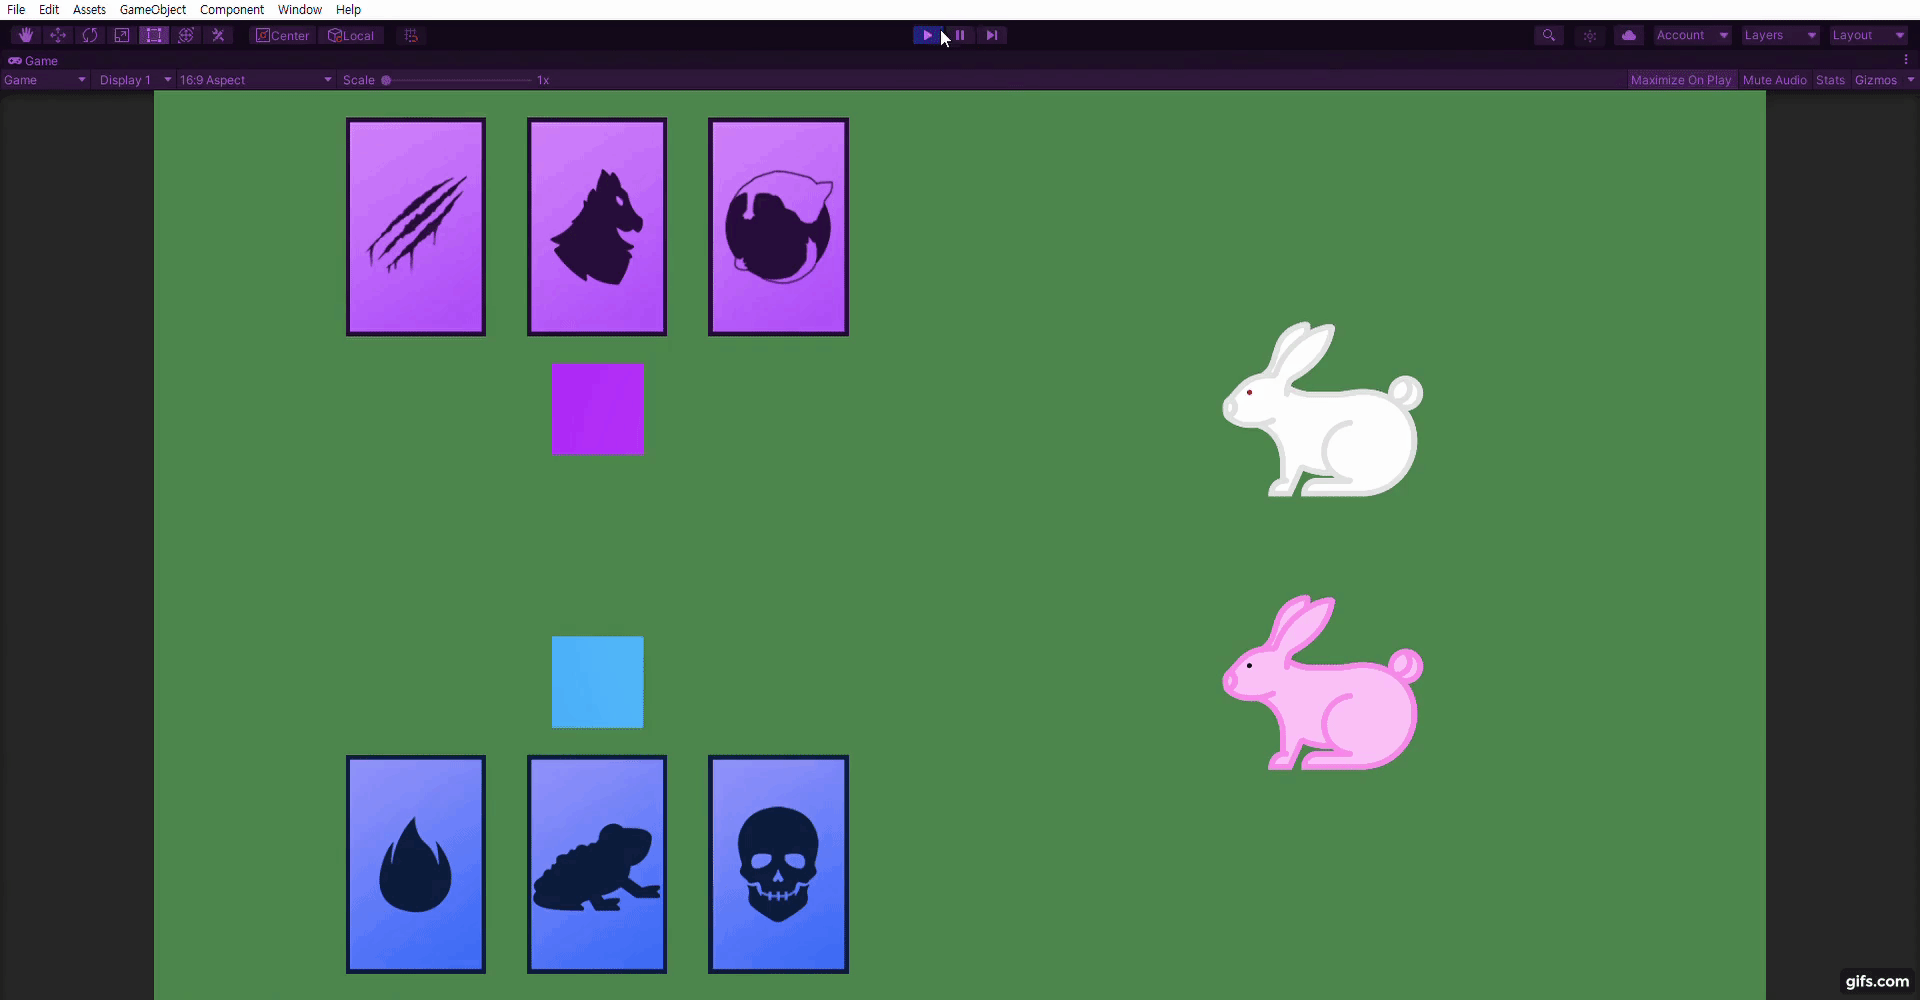 File Edit Assets GameObject Component Window Help
Center Local Account Layers Layout
Game
Game Display 1 16:9 Aspect Scale 1x Maximize On Play Mute Audio Stats Gizmos
gifs.com